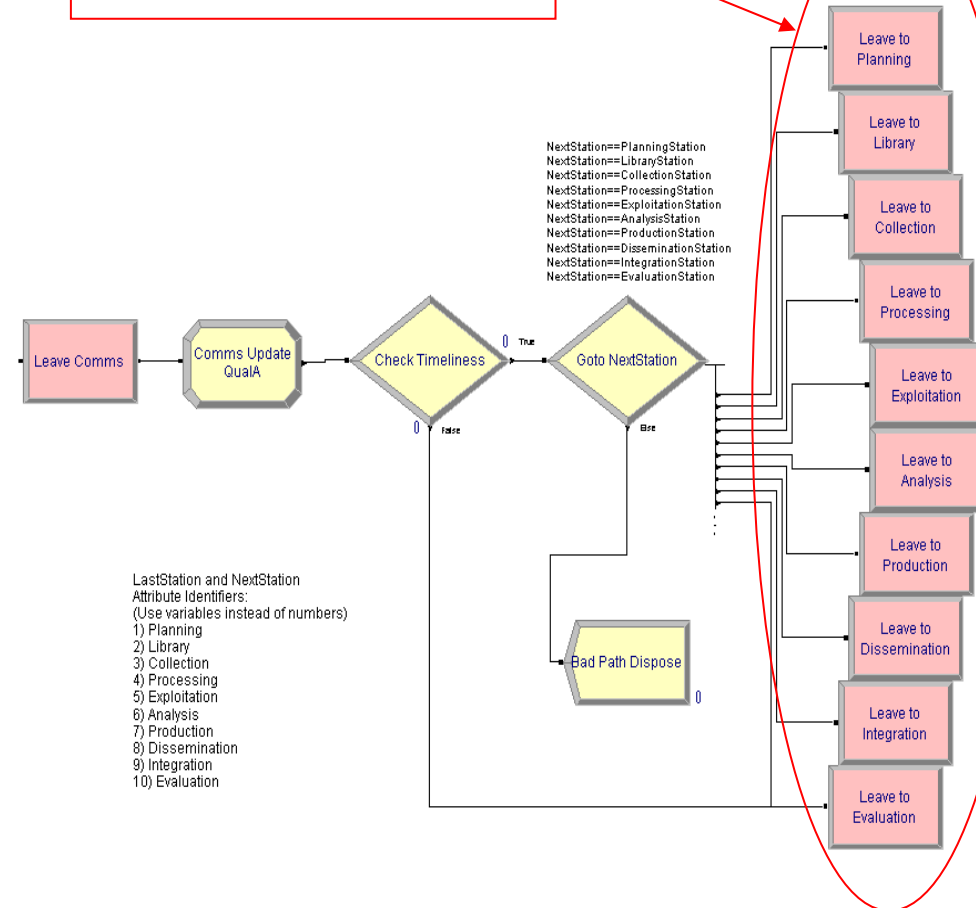 Leave to
Planning
Leave to
Library
NextStation==PlanningStation
NextStation==LibraryStation
NextStation==CollectionStation
NextStation==ProcessingStation
NextStation==ExploitationStation
NextStation==AnalysisStation
NextStation==ProductionStation
NextStation==DisseminationStation
NextStation==IntegrationStation
NextStation==EvaluationStation
Leave to
Collection
Leave to
Processing
Leave Comms
Comms Update
QualA
Check Timeliness
0 True
0 False
Goto NextStation
Else
Leave to
Exploitation
Leave to
Analysis
Leave to
Production
LastStation and NextStation
Attribute Identifiers:
(Use variables instead of numbers)
1) Planning
2) Library
3) Collection
4) Processing
5) Exploitation
6) Analysis
7) Production
8) Dissemination
9) Integration
10) Evaluation
Bad Path Dispose
0
Leave to
Dissemination
Leave to
Integration
Leave to
Evaluation